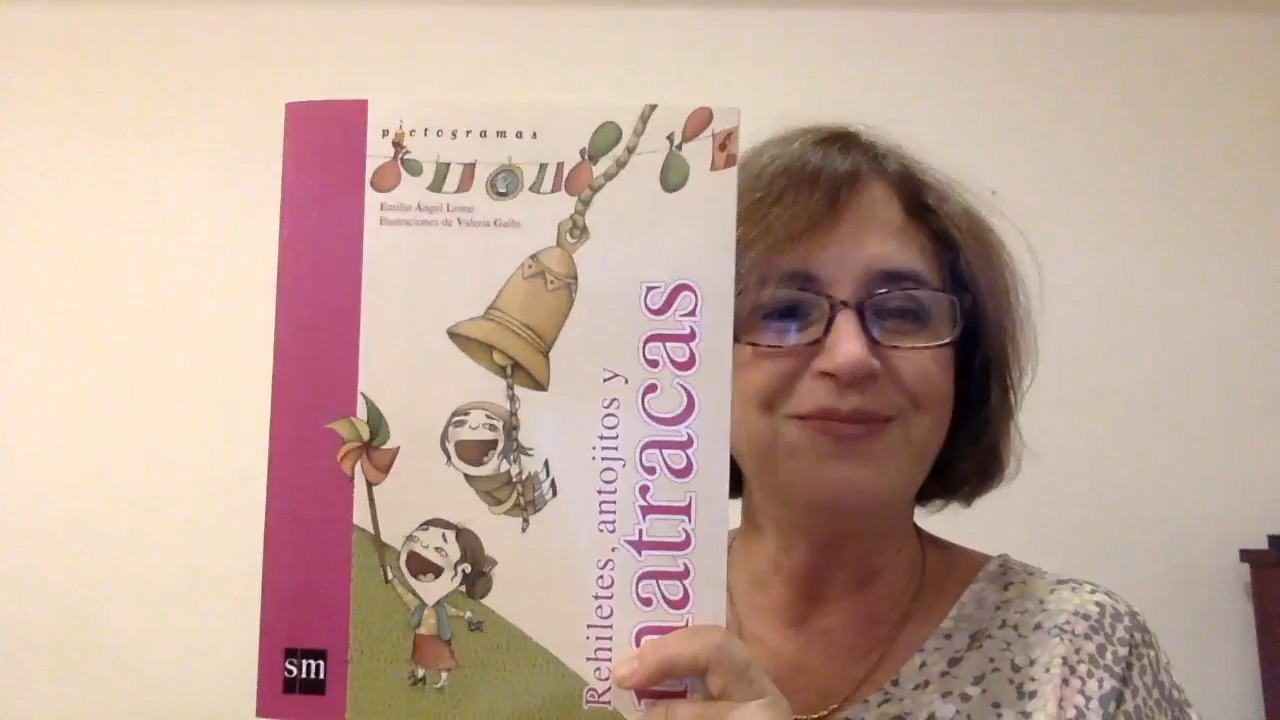 pictogramas
Emilio Ángel Lome
Ilustraciones de Valeria Gallo
Rehiletes, antojitos y
matracas
sm